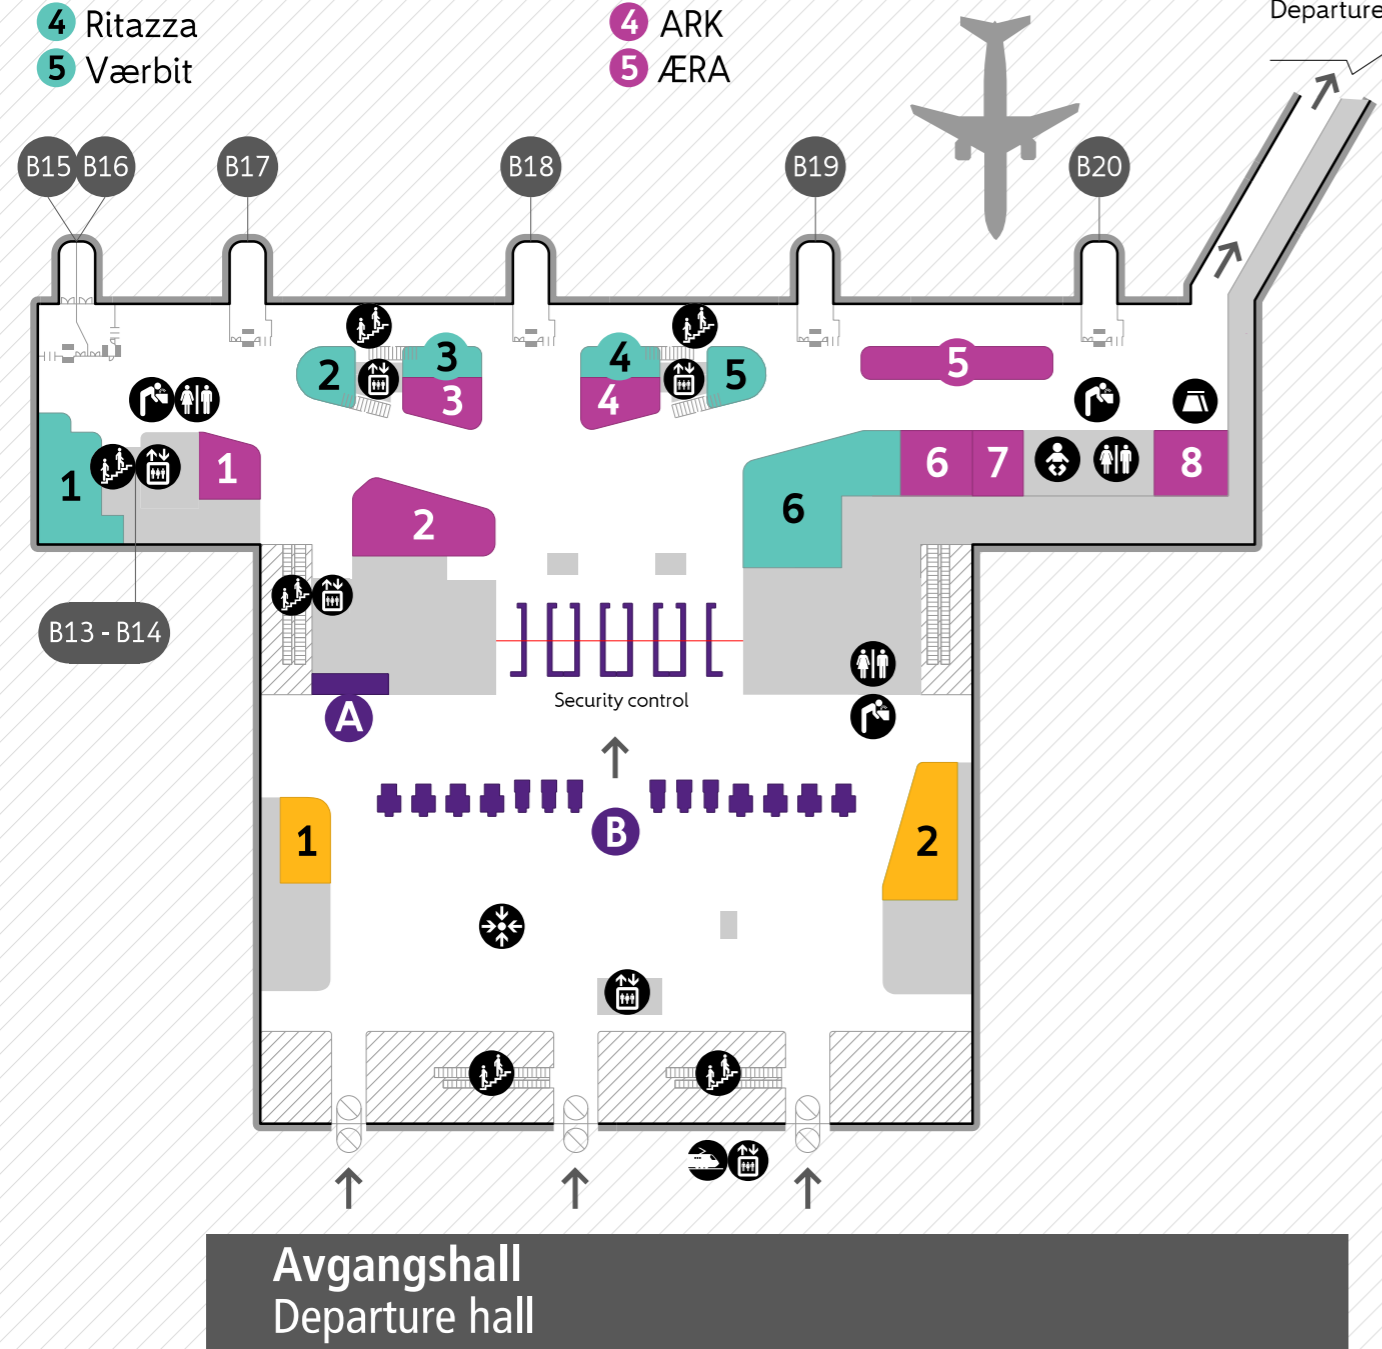 4 Ritazza
5 Værbit
4 ARK
5 ÆRA
Departure
B15
B16
B17
B18
B19
B20
2
3
3
4
4
5
5
1
1
2
6
6
7
8
B13 - B14
Security control
A
B
1
2
Avgangshall
Departure hall